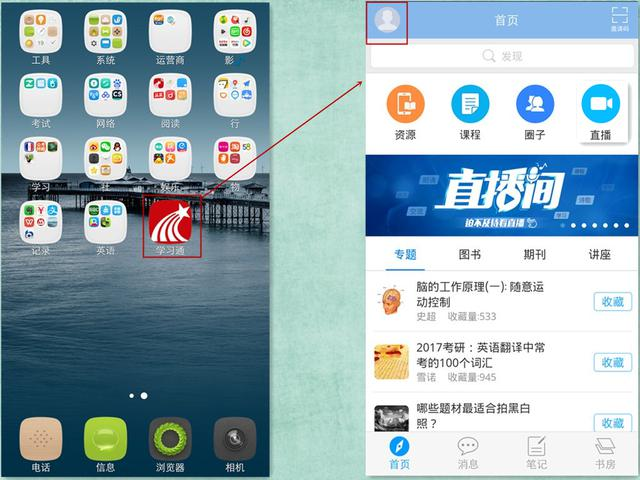 工具
系统
运营商
影
考试
网络
阅读
行
学习
社
娱乐
物
记录
英语
学习通
电话
信息
浏览器
相机
首页
邀请码
发现
资源
课程
圈子
直播
直播间
迫不及待看直播
专题
图书
期刊
讲座
脑的工作原理(一): 随意运
动控制
史超 收藏量:533
收藏
2017考研：英语翻译中常
考的100个词汇
雪诺 收藏量:945
收藏
哪些题材最适合拍黑白
照？
收藏
首页
消息
笔记
书房